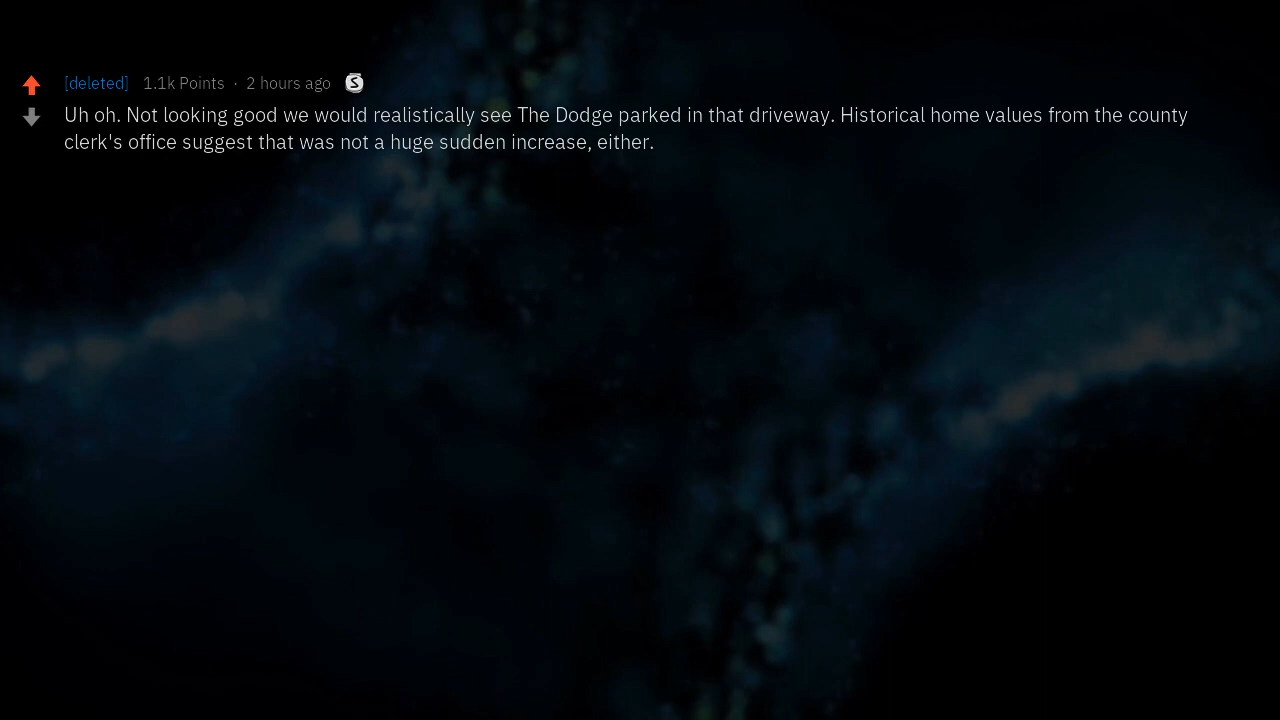 [deleted] 1.1k Points · 2 hours ago S
Uh oh. Not looking good we would realistically see The Dodge parked in that driveway. Historical home values from the county
clerk's office suggest that was not a huge sudden increase, either.